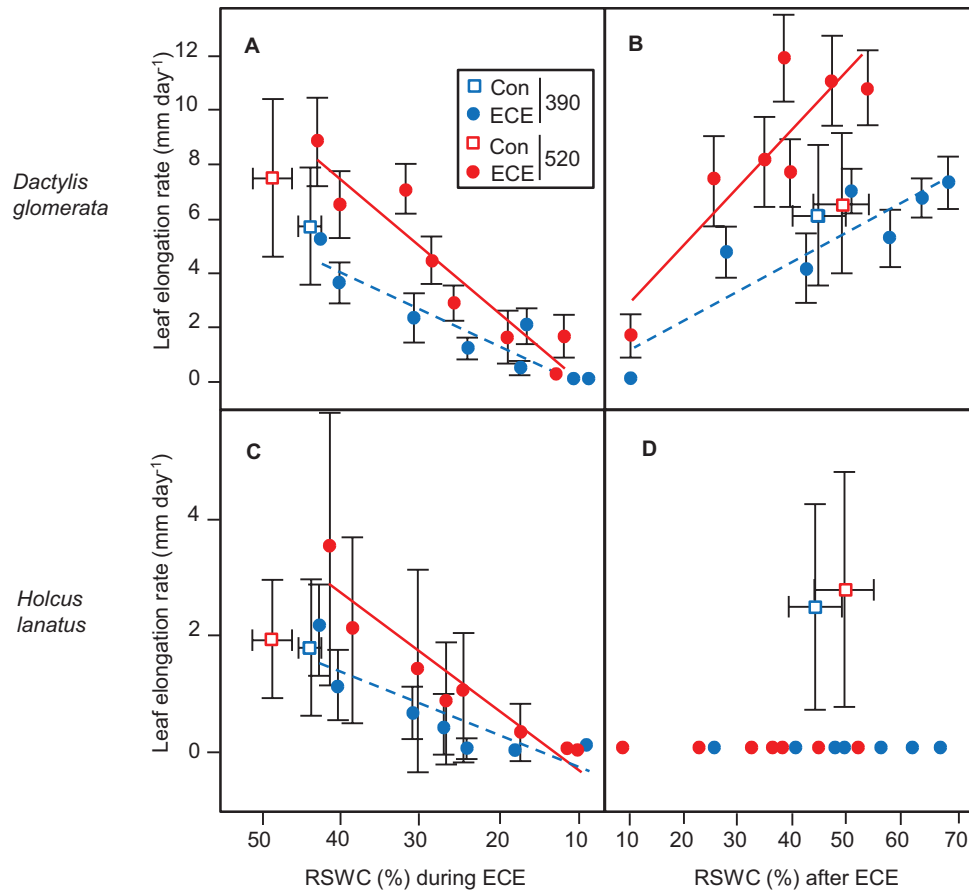 A
B
Con
ECE
390
Con
ECE
520
Dactylis
glomerata
Leaf elongation rate (mm day⁻¹)
12
10
8
6
4
2
0
C
D
Holcus
lanatus
Leaf elongation rate (mm day⁻¹)
4
2
0
50 40 30 20 10
10 20 30 40 50 60 70
RSWC (%) during ECE
RSWC (%) after ECE